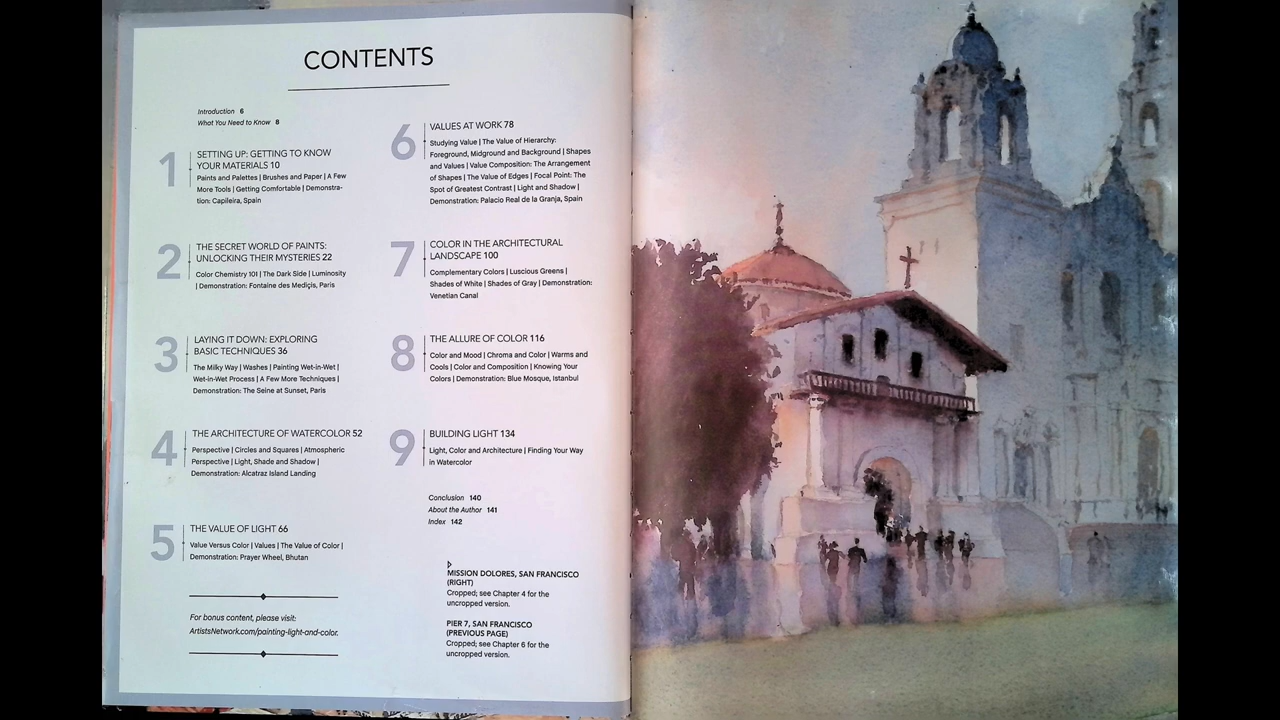 CONTENTS
Introduction 6
What You Need to Know 8
1
SETTING UP: GETTING TO KNOW
YOUR MATERIALS 10
Paints and Palettes | Brushes and Paper | A Few
More Tools | Getting Comfortable | Demonstra-
tion: Capileira, Spain
2
THE SECRET WORLD OF PAINTS:
UNLOCKING THEIR MYSTERIES 22
Color Chemistry 101 | The Dark Side | Luminosity
| Demonstration: Fontaine des Mediçis, Paris
3
LAYING IT DOWN: EXPLORING
BASIC TECHNIQUES 36
The Milky Way | Washes | Painting Wet-in-Wet |
Wet-in-Wet Process | A Few More Techniques |
Demonstration: The Seine at Sunset, Paris
4
THE ARCHITECTURE OF WATERCOLOR 52
Perspective | Circles and Squares | Atmospheric
Perspective | Light, Shade and Shadow |
Demonstration: Alcatraz Island Landing
5
THE VALUE OF LIGHT 66
Value Versus Color | Values | The Value of Color |
Demonstration: Prayer Wheel, Bhutan
For bonus content, please visit:
ArtistsNetwork.com/painting-light-and-color.
6
VALUES AT WORK 78
Studying Value | The Value of Hierarchy:
Foreground, Midground and Background | Shapes
and Values | Value Composition: The Arrangement
of Shapes | The Value of Edges | Focal Point: The
Spot of Greatest Contrast | Light and Shadow |
Demonstration: Palacio Real de la Granja, Spain
7
COLOR IN THE ARCHITECTURAL
LANDSCAPE 100
Complementary Colors | Luscious Greens |
Shades of White | Shades of Gray | Demonstration:
Venetian Canal
8
THE ALLURE OF COLOR 116
Color and Mood | Chroma and Color | Warms and
Cools | Color and Composition | Knowing Your
Colors | Demonstration: Blue Mosque, Istanbul
9
BUILDING LIGHT 134
Light, Color and Architecture | Finding Your Way
in Watercolor
Conclusion 140
About the Author 141
Index 142
MISSION DOLORES, SAN FRANCISCO
(RIGHT)
Cropped; see Chapter 4 for the
uncropped version.
PIER 7, SAN FRANCISCO
(PREVIOUS PAGE)
Cropped; see Chapter 6 for the
uncropped version.